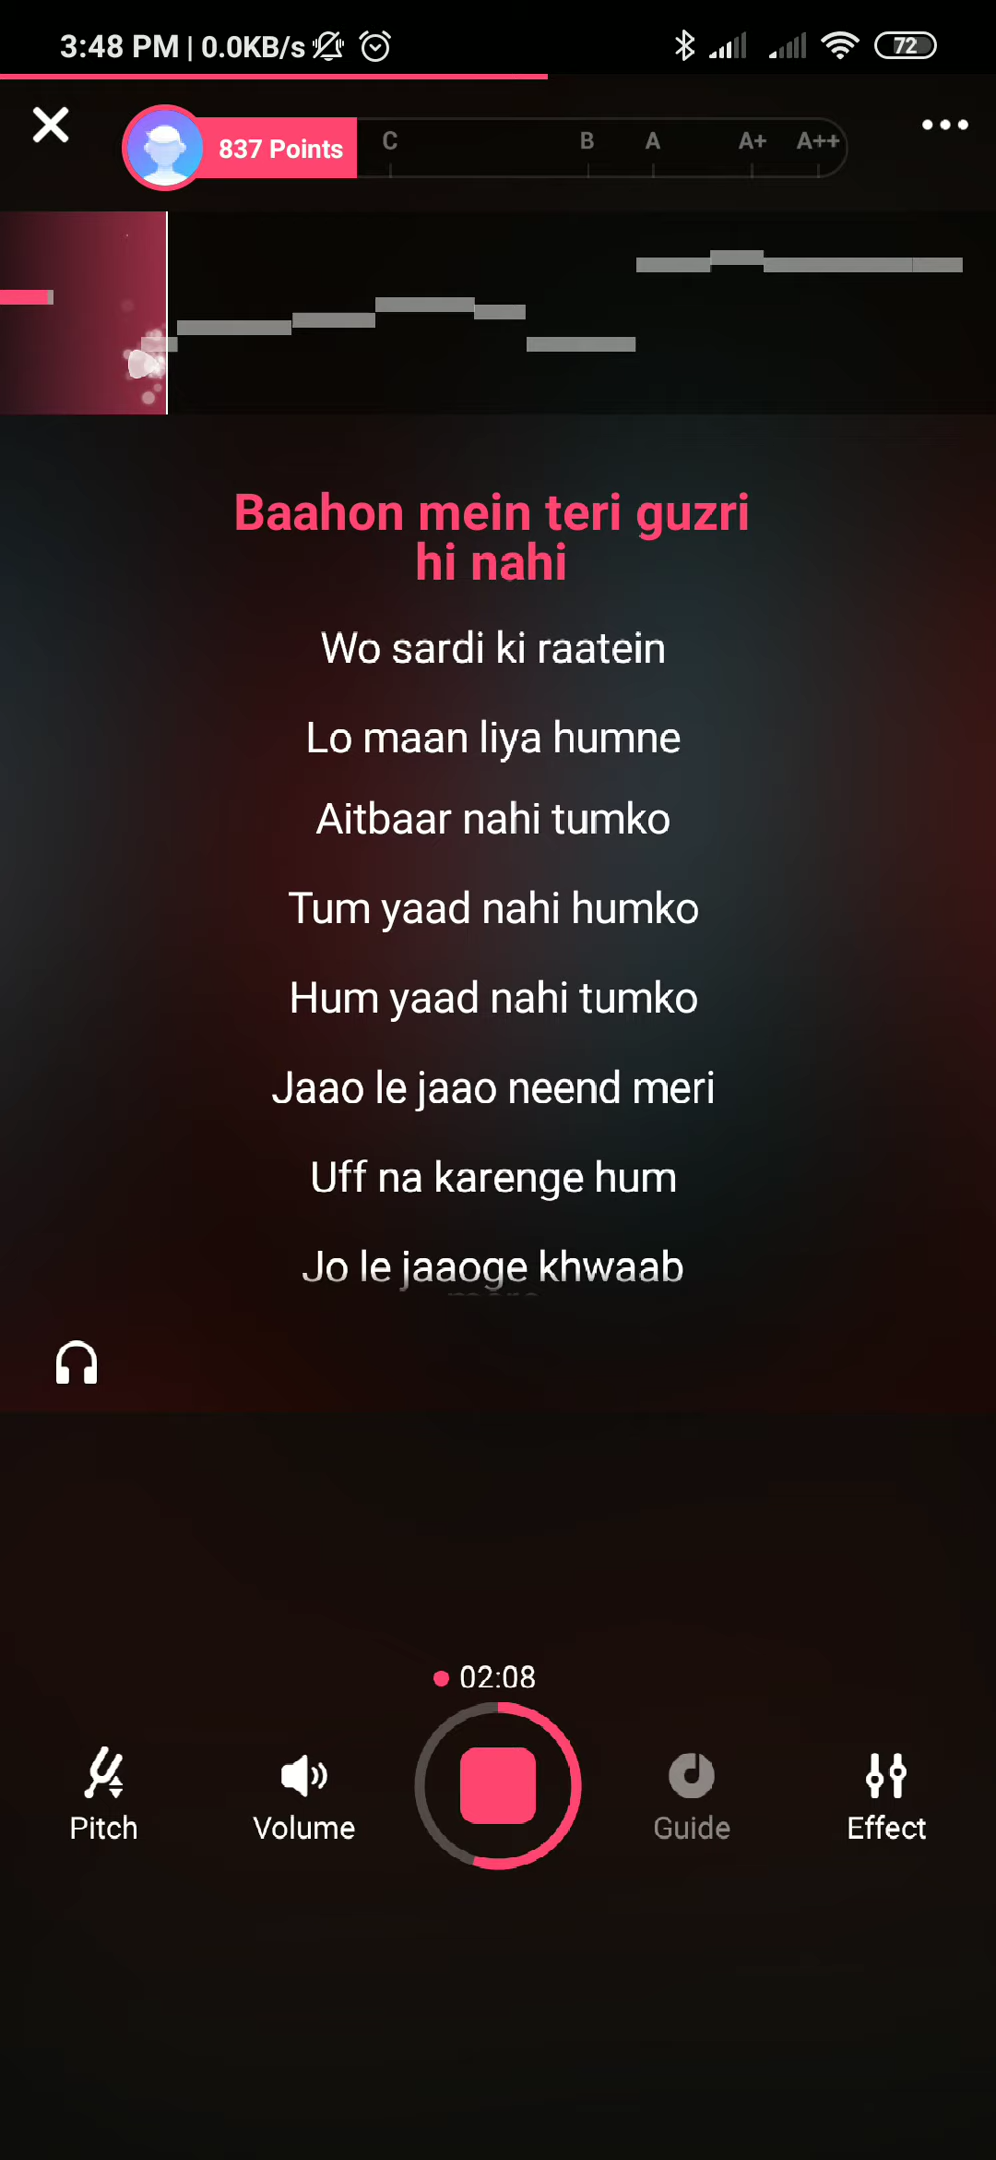 3:48 PM | 0.0KB/s
72
837 Points
C B A A+ A++
Baahon mein teri guzri
hi nahi
Wo sardi ki raatein
Lo maan liya humne
Aitbaar nahi tumko
Tum yaad nahi humko
Hum yaad nahi tumko
Jaao le jaao neend meri
Uff na karenge hum
Jo le jaaoge khwaab
02:08
Pitch Volume Guide Effect